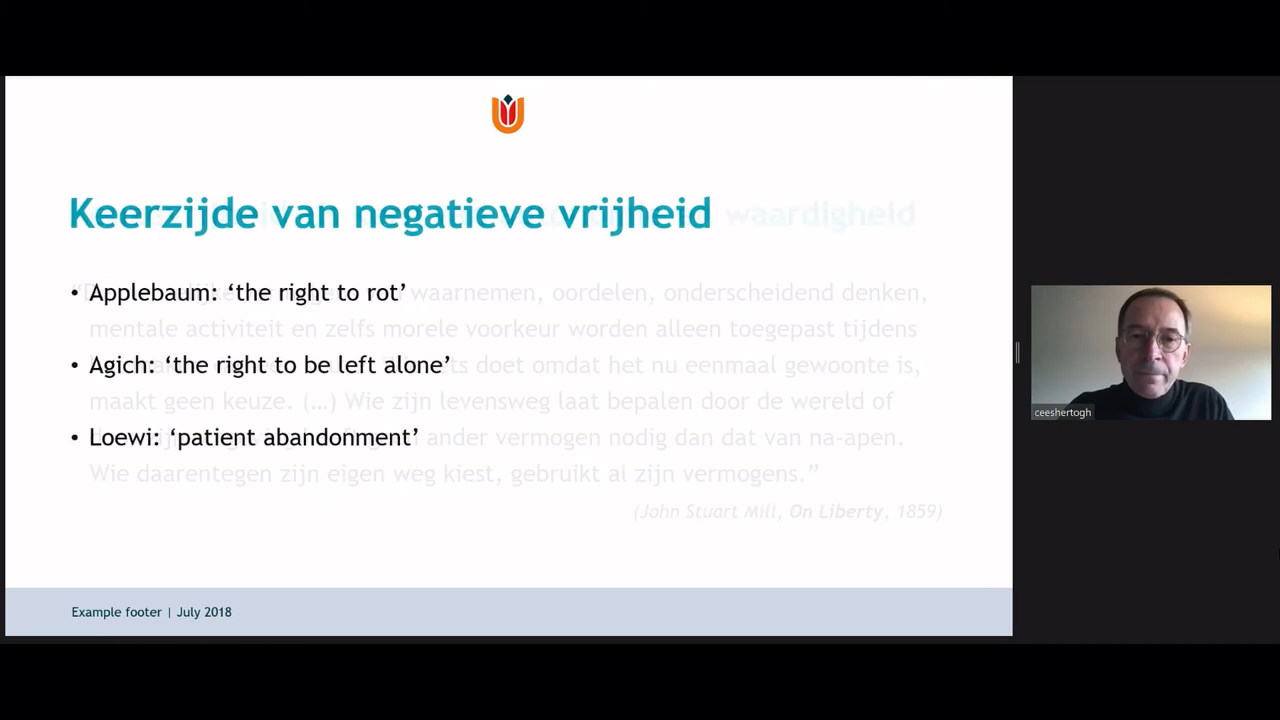 Keerzijde van negatieve vrijheid
waardigheid
• Applebaum: ‘the right to rot’
waarnemen, oordelen, onderscheidend denken,
mentale activiteit en zelfs morele voorkeur worden alleen toegepast tijdens
• Agich: ‘the right to be left alone’
doet omdat het nu eenmaal gewoonte is,
maakt geen keuze. (…) Wie zijn levensweg laat bepalen door de wereld of
• Loewi: ‘patient abandonment’
ander vermogen nodig dan dat van na-apen.
Wie daarentegen zijn eigen weg kiest, gebruikt al zijn vermogens.”
(John Stuart Mill, On Liberty, 1859)
Example footer | July 2018
ceeshertogh